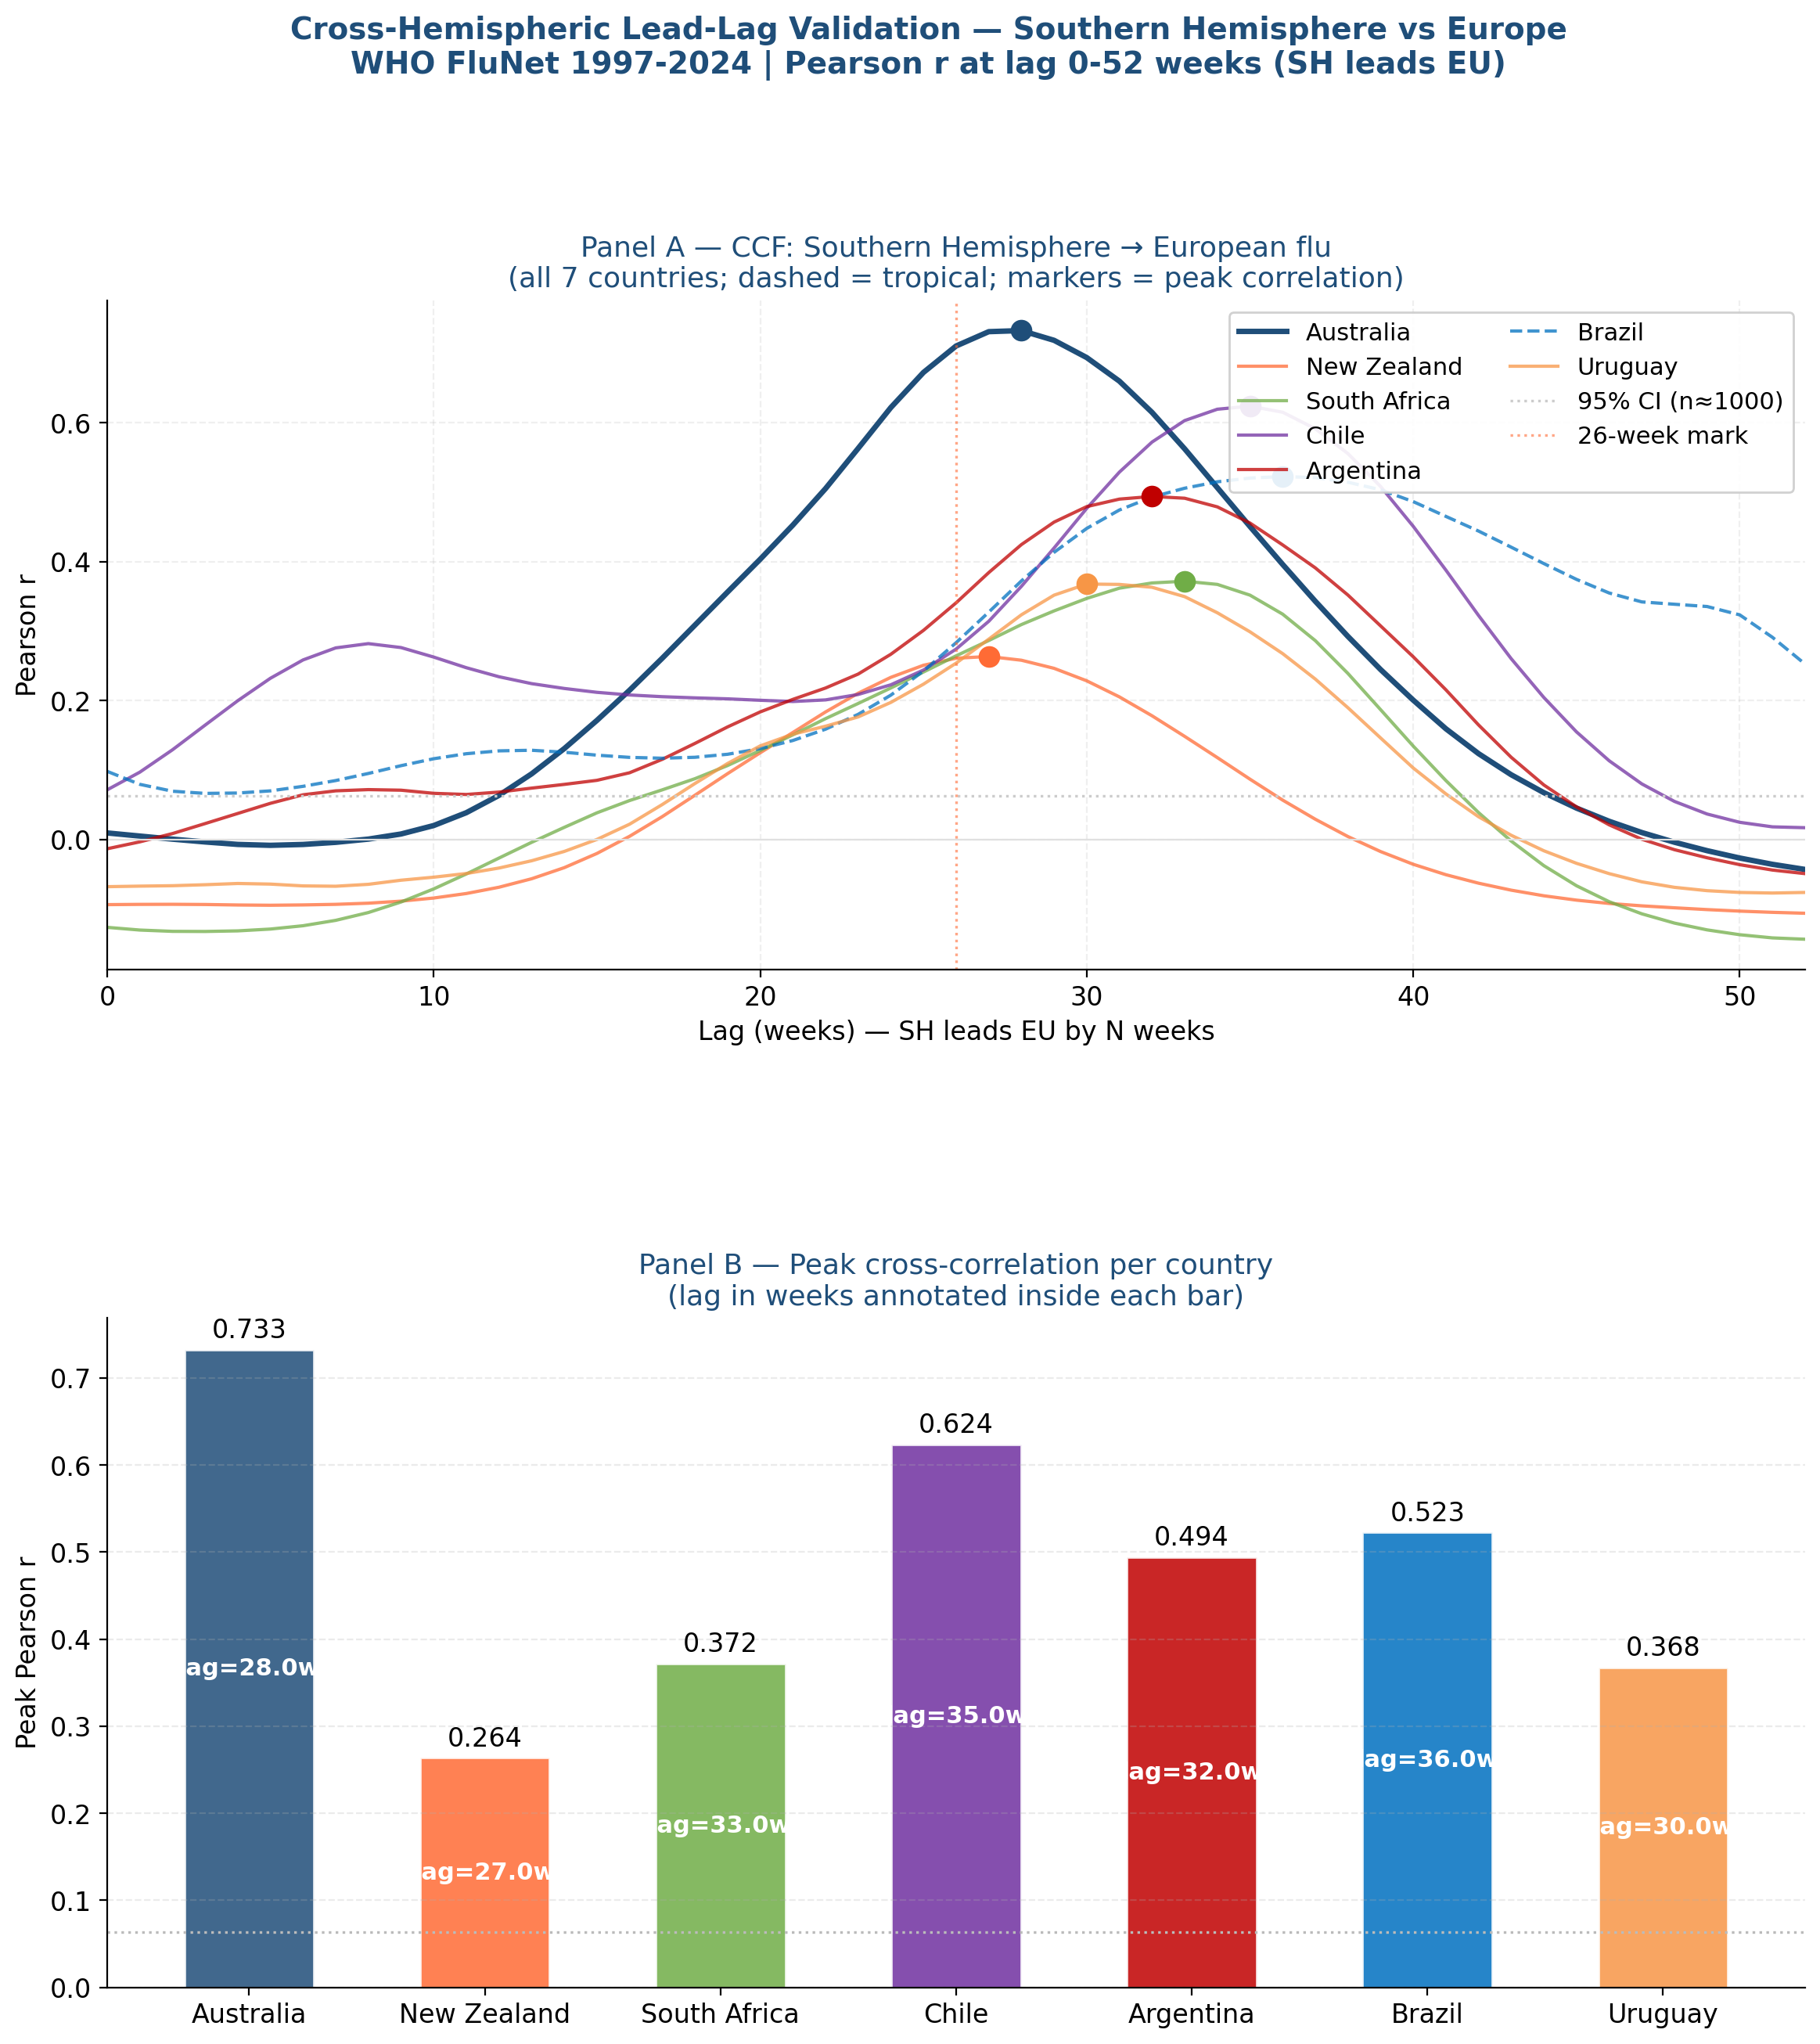 Cross-Hemispheric Lead-Lag Validation — Southern Hemisphere vs Europe
WHO FluNet 1997-2024 | Pearson r at lag 0-52 weeks (SH leads EU)
Panel A — CCF: Southern Hemisphere → European flu
(all 7 countries; dashed = tropical; markers = peak correlation)
Australia
New Zealand
South Africa
Chile
Argentina
Brazil
Uruguay
95% CI (n≈1000)
26-week mark
Pearson r
0.6
0.4
0.2
0.0
0 10 20 30 40 50
Lag (weeks) — SH leads EU by N weeks
Panel B — Peak cross-correlation per country
(lag in weeks annotated inside each bar)
Peak Pearson r
0.7
0.6
0.5
0.4
0.3
0.2
0.1
0.0
0.733
0.264
0.372
0.624
0.494
0.523
0.368
ag=28.0w
ag=27.0w
ag=33.0w
ag=35.0w
ag=32.0w
ag=36.0w
ag=30.0w
Australia New Zealand South Africa Chile Argentina Brazil Uruguay